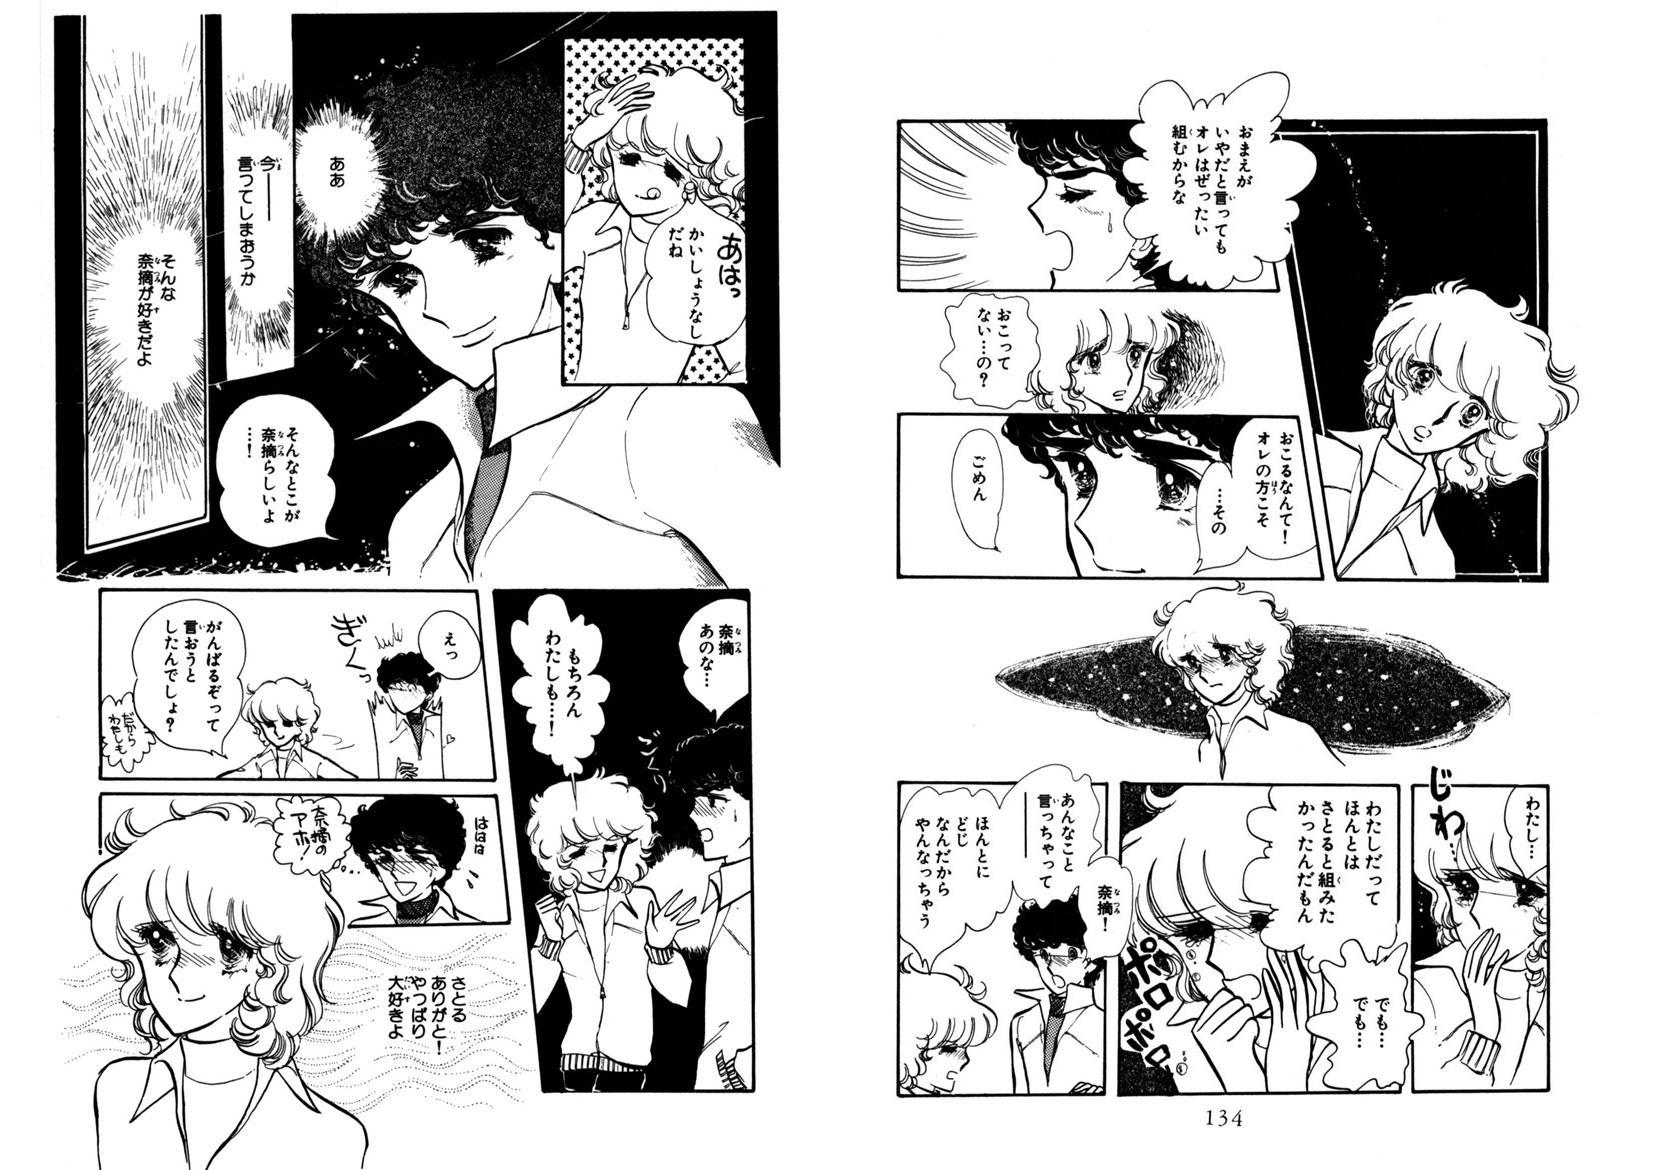 おまえが
いやだと言っても
オレはぜったい
組むからな
おこって
ない…の？
おこるなんて！
オレの方こそ
…その
ごめん
わたし…
じわ…
わたしだって
ほんとは
さとると組みた
かったんだもん
でも…
でも…
ポロポロ
奈摘！
あんなこと
言っちゃって
──
ほんとに
どじ
なんだから
やんなっちゃう
134
あはっ
かいしょうなし
だね
ああ
今──
言ってしまおうか
そんな
奈摘が好きだよ
そんなとこが
奈摘らしいよ
…！
奈摘
あのな…
もちろん
わたしも…！
えっ
ぎくっ
がんばるぞって
言おうと
したんでしょ？
だから
わたしも
ははは
奈摘の
アホ！
さとる
ありがと！
やっぱり
大好きよ